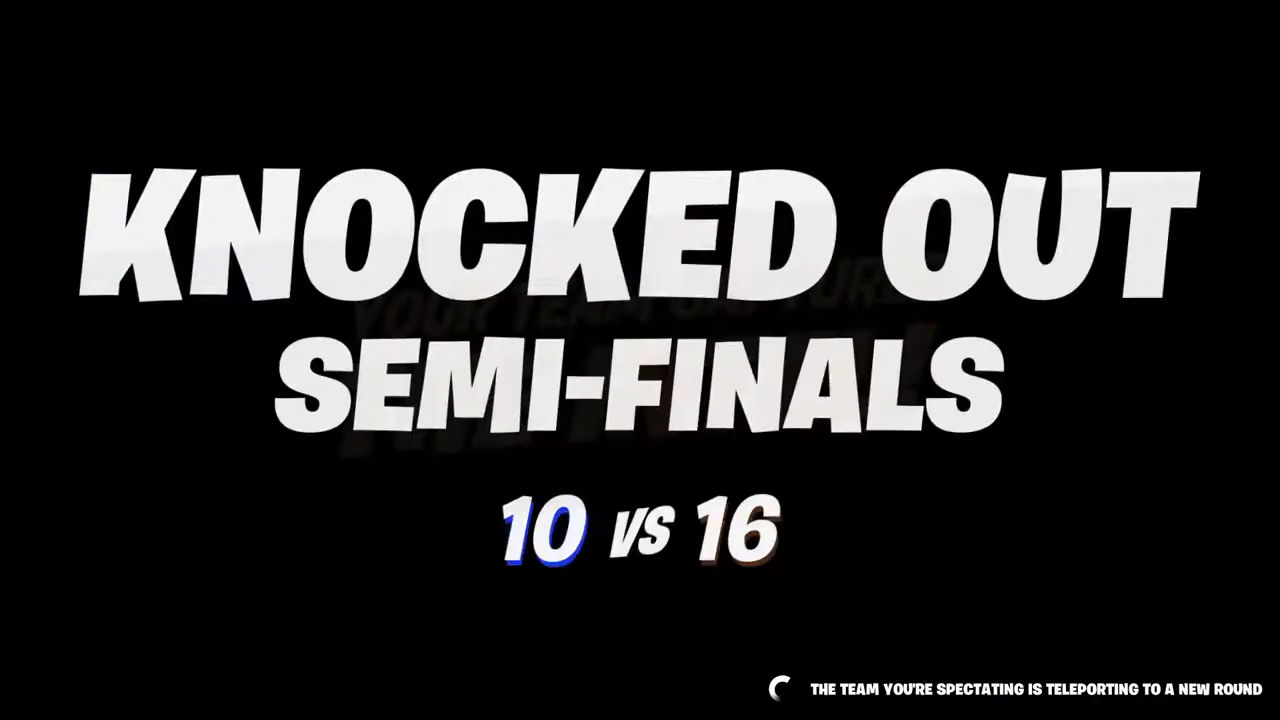 KNOCKED OUT
SEMI-FINALS
10 VS 16
THE TEAM YOU'RE SPECTATING IS TELEPORTING TO A NEW ROUND